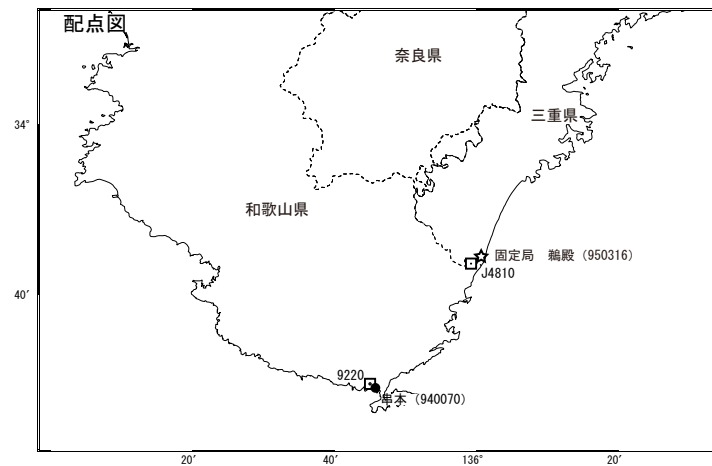 配点図
奈良県
三重県
34°
和歌山県
固定局　鵜殿（950316）
J4810
40′
9220
串本（940070）
20′
40′
136°
20′